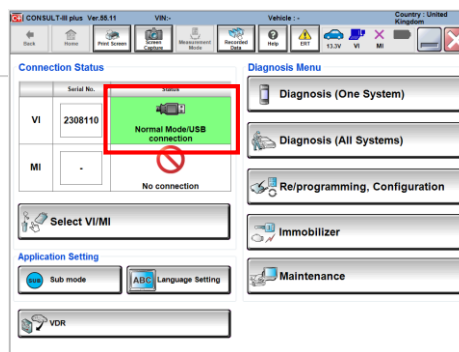 CONSULT-III plus Ver.55.11 VIN:- Vehicle : - Country : United Kingdom
Back Home Print Screen Screen Capture Measurement Mode Recorded Data Help ERT 13.3V VI MI
Connection Status
Serial No. Status
VI 2308110 Normal Mode/USB connection
MI - No connection
Select VI/MI
Application Setting
SUB Sub mode ABC Language Setting
VDR
Diagnosis Menu
Diagnosis (One System)
Diagnosis (All Systems)
Re/programming, Configuration
Immobilizer
Maintenance